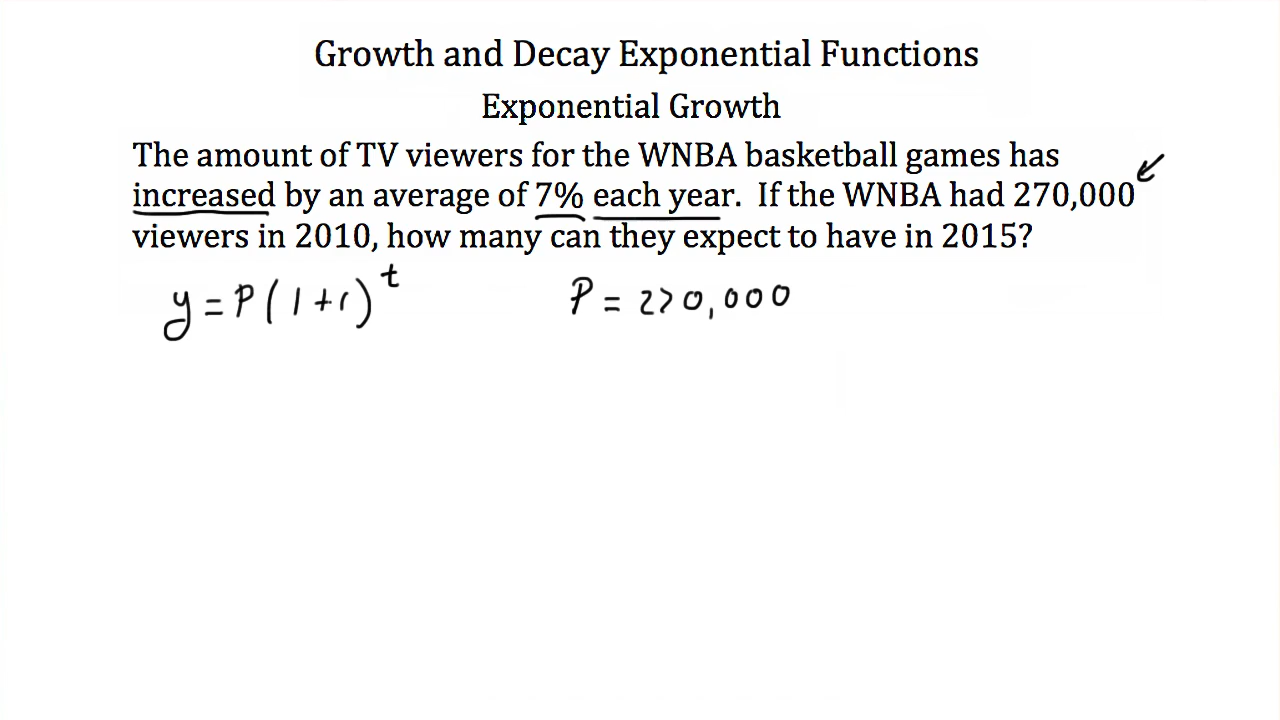 Growth and Decay Exponential Functions
Exponential Growth
The amount of TV viewers for the WNBA basketball games has
increased by an average of 7% each year. If the WNBA had 270,000
viewers in 2010, how many can they expect to have in 2015?
y = P(1+r)^t P = 270,000